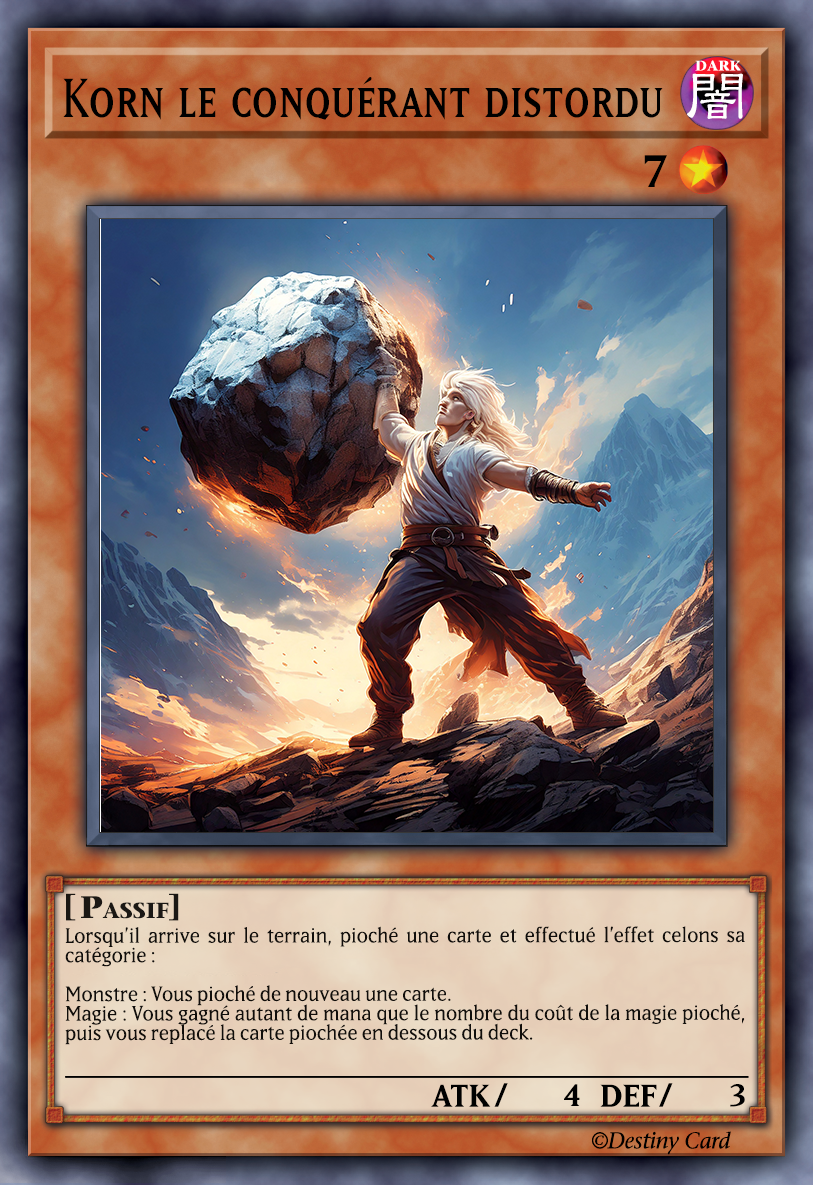 Korn le conquérant distordu
DARK
闇
7
[ Passif]
Lorsqu'il arrive sur le terrain, pioché une carte et effectué l'effet celons sa
catégorie :
Monstre : Vous pioché de nouveau une carte.
Magie : Vous gagné autant de mana que le nombre du coût de la magie pioché,
puis vous replacé la carte piochée en dessous du deck.
ATK/ 4 DEF/ 3
©Destiny Card